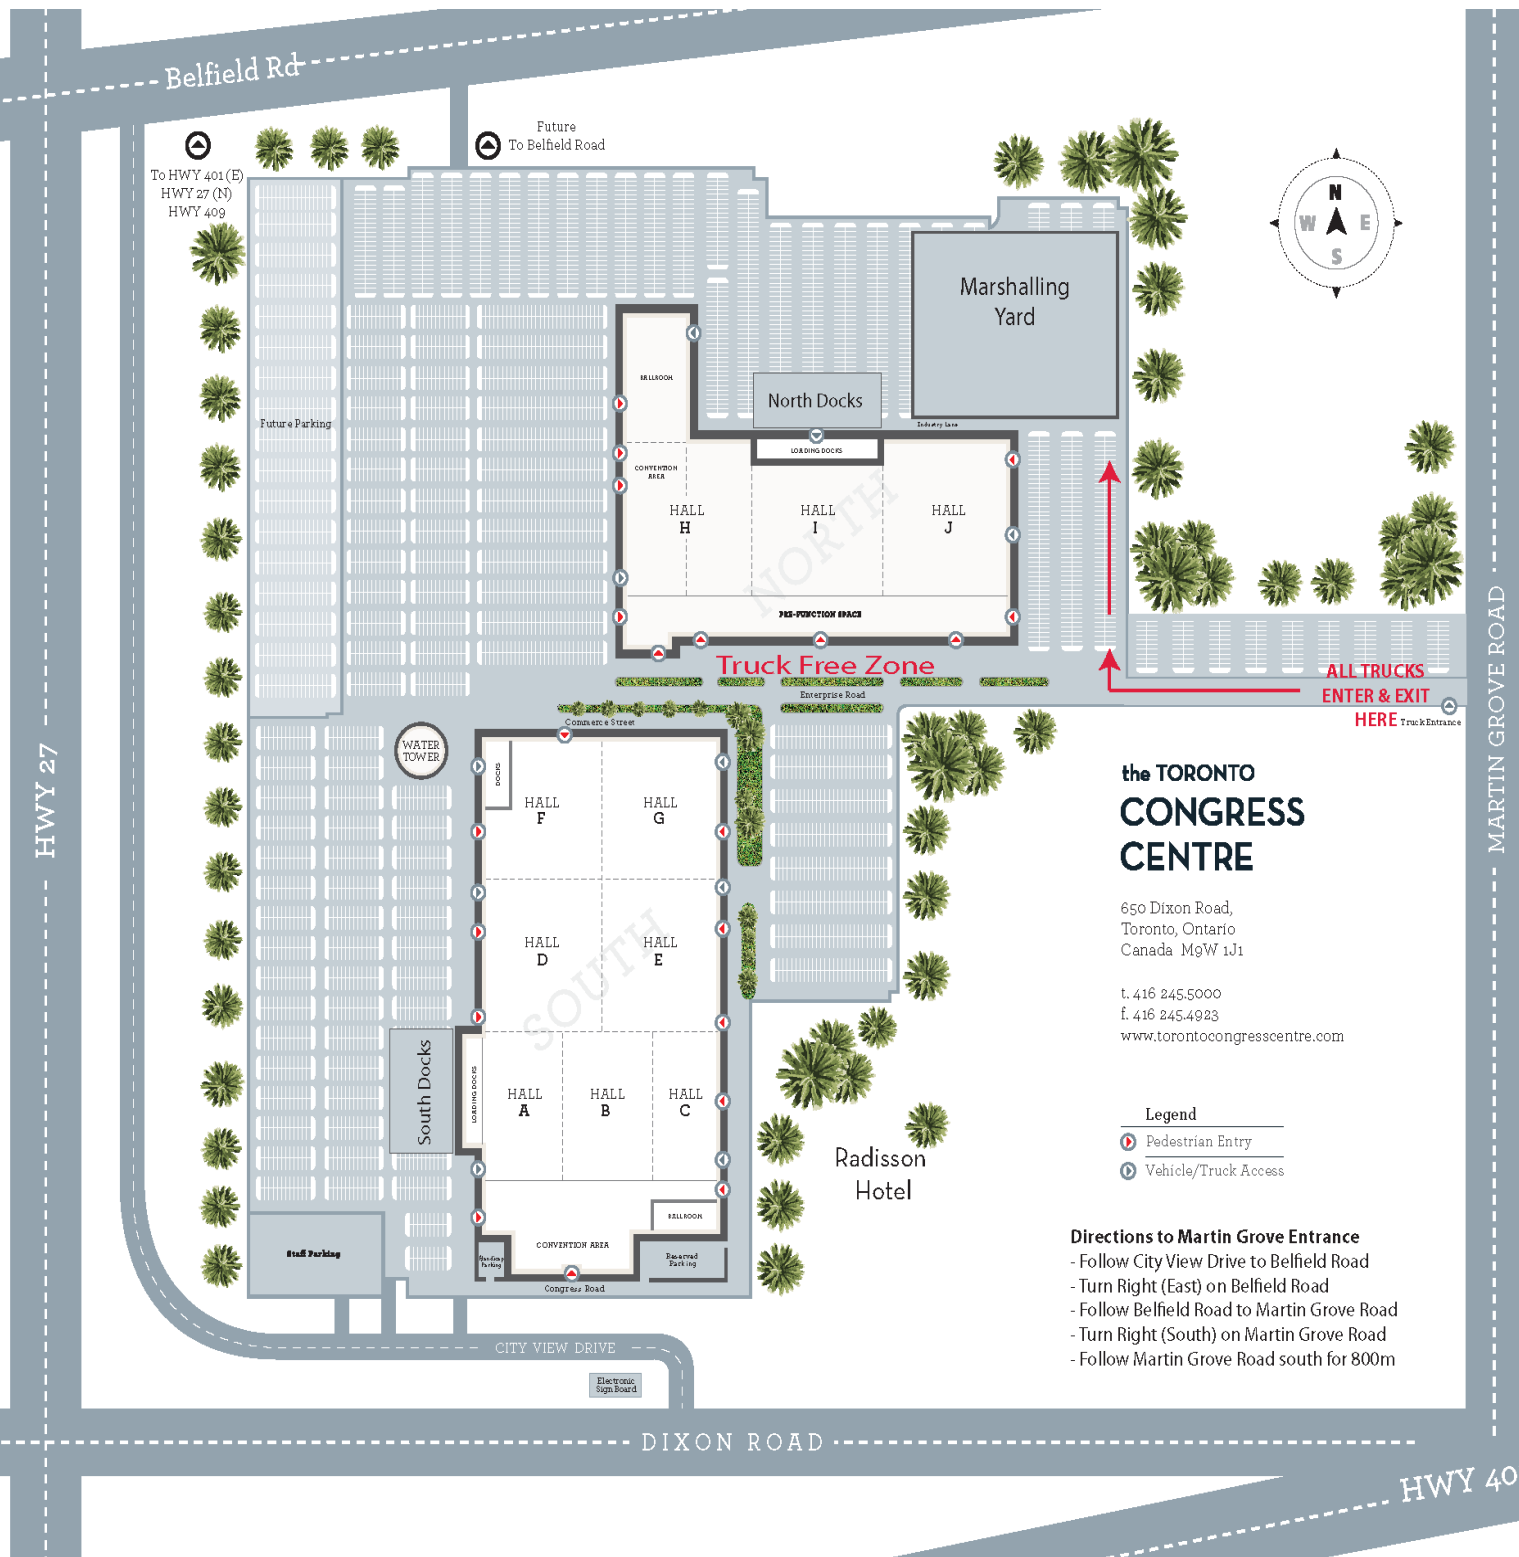 Belfield Rd
Future
To Belfield Road
To HWY 401 (E)
HWY 27 (N)
HWY 409
N
W
E
S
Marshalling
Yard
BALLROOM
North Docks
Future Parking
Industry Lane
LOADING DOCKS
CONVENTION
AREA
HALL
H
HALL
I
HALL
J
NORTH
PRE-FUNCTION SPACE
Truck Free Zone
Enterprise Road
ALL TRUCKS
ENTER & EXIT
HERE
Truck Entrance
MARTIN GROVE ROAD
HWY 27
Commerce Street
WATER
TOWER
DOCKS
HALL
F
HALL
G
HALL
D
HALL
E
SOUTH
South Docks
LOADING DOCKS
HALL
A
HALL
B
HALL
C
BALLROOM
CONVENTION AREA
Reserved
Parking
Parking
Staff Parking
Congress Road
CITY VIEW DRIVE
Electronic
Sign Board
DIXON ROAD
HWY 40
Radisson
Hotel
the TORONTO
CONGRESS
CENTRE
650 Dixon Road,
Toronto, Ontario
Canada M9W 1J1
t. 416 245.5000
f. 416 245.4923
www.torontocongresscentre.com
Legend
Pedestrian Entry
Vehicle/Truck Access
Directions to Martin Grove Entrance
- Follow City View Drive to Belfield Road
- Turn Right (East) on Belfield Road
- Follow Belfield Road to Martin Grove Road
- Turn Right (South) on Martin Grove Road
- Follow Martin Grove Road south for 800m